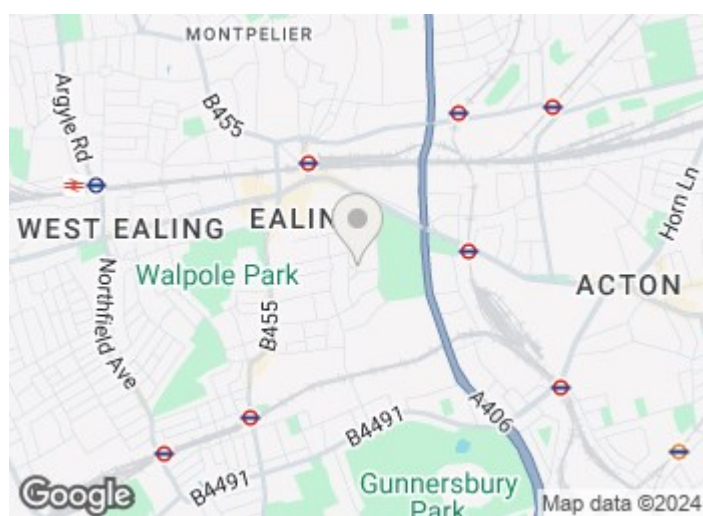 MONTPELIER
B455
Argyle Rd
Horn Ln
WEST EALING
EALIN
Walpole Park
ACTON
Northfield Ave
B455
A406
B4491
B4491
Gunnersbury
Park
Google
Map data ©2024